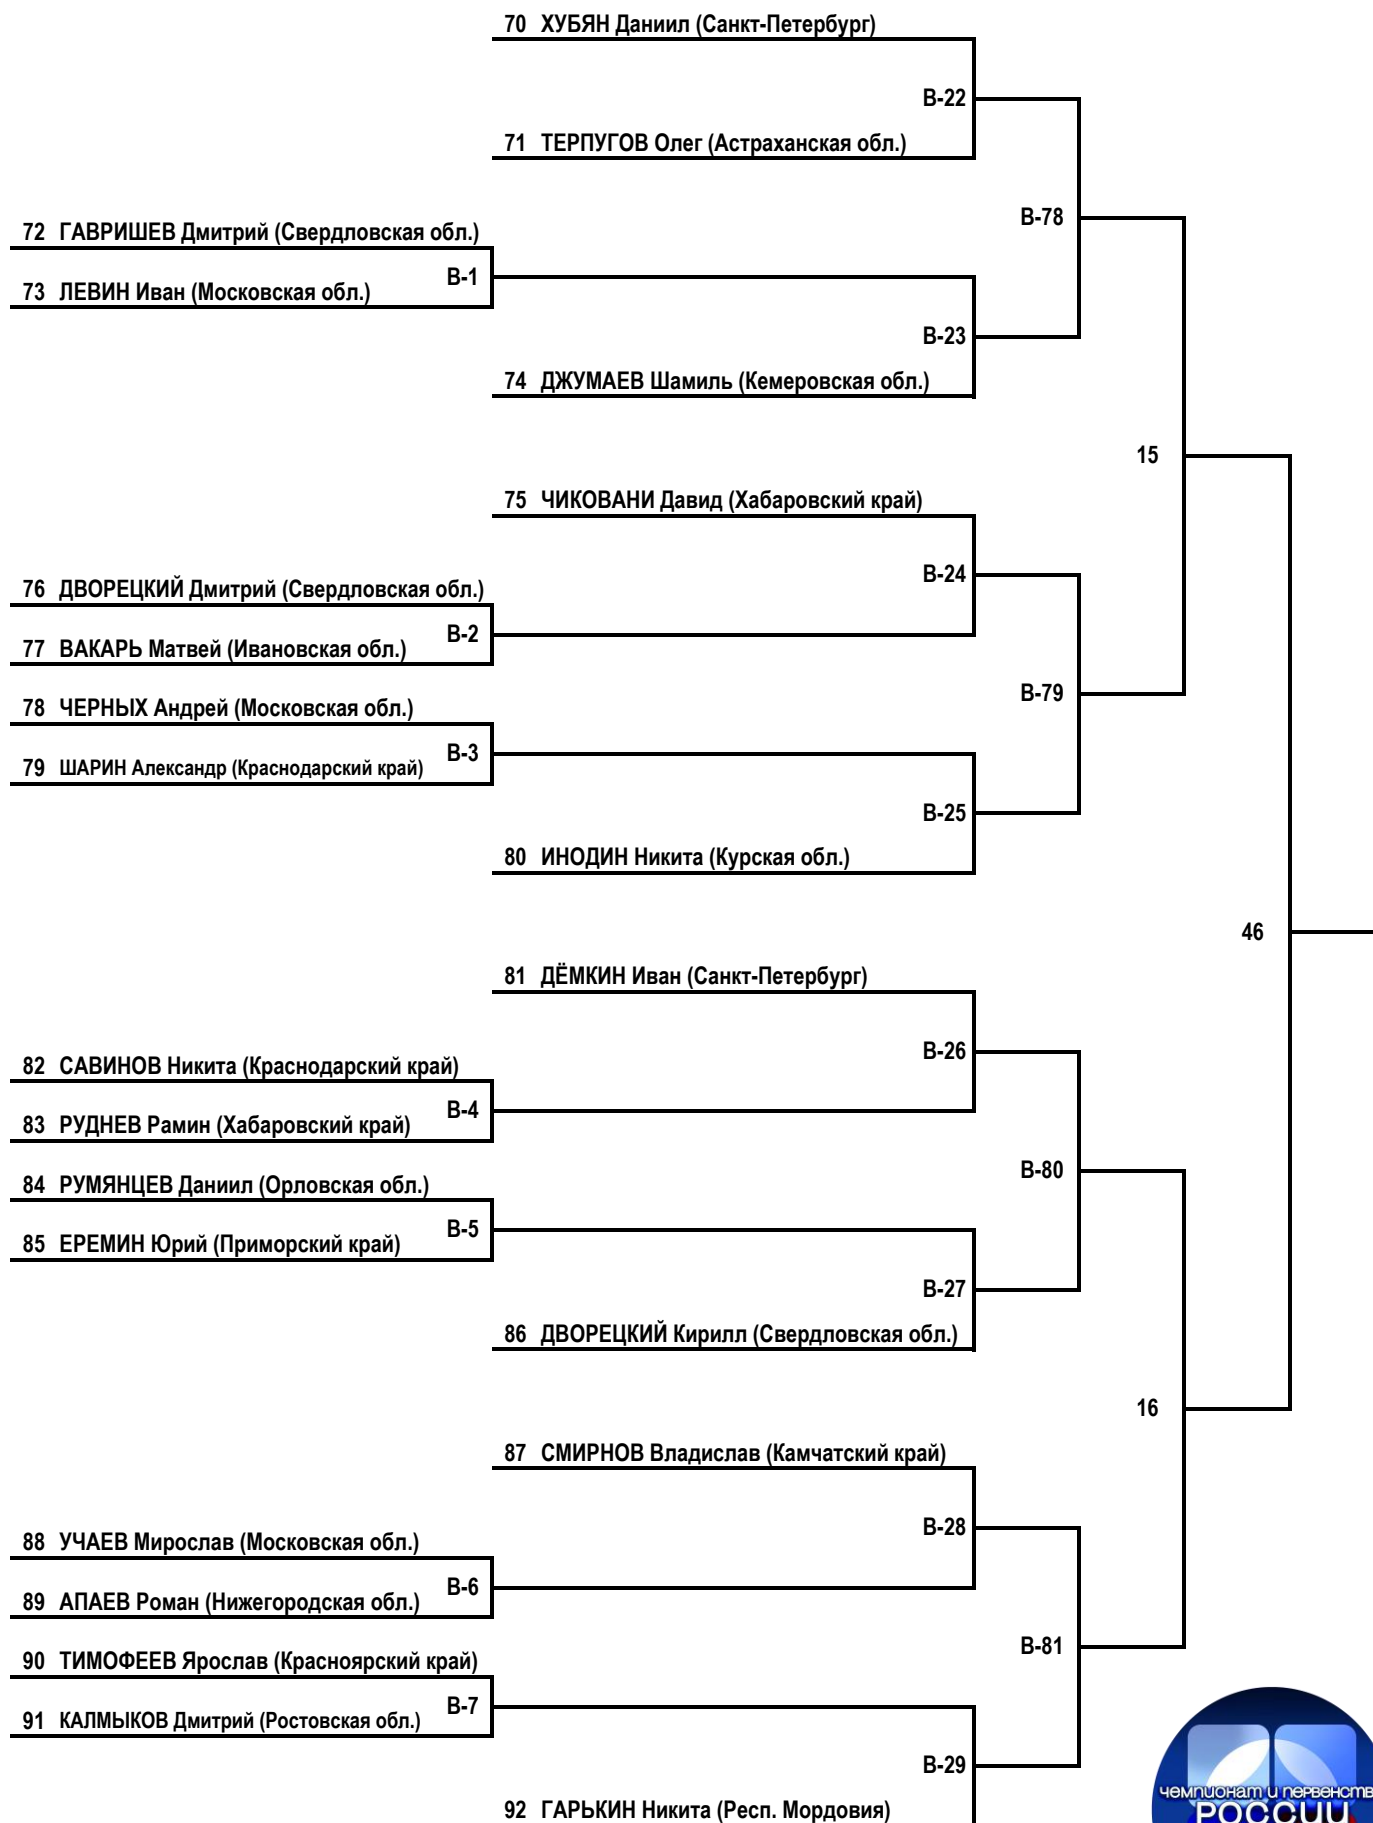 70 ХУБЯН Даниил (Санкт-Петербург)
В-22
71 ТЕРПУГОВ Олег (Астраханская обл.)
В-78
72 ГАВРИШЕВ Дмитрий (Свердловская обл.)
В-1
73 ЛЕВИН Иван (Московская обл.)
В-23
74 ДЖУМАЕВ Шамиль (Кемеровская обл.)
15
75 ЧИКОВАНИ Давид (Хабаровский край)
В-24
76 ДВОРЕЦКИЙ Дмитрий (Свердловская обл.)
В-2
77 ВАКАРЬ Матвей (Ивановская обл.)
В-79
78 ЧЕРНЫХ Андрей (Московская обл.)
В-3
79 ШАРИН Александр (Краснодарский край)
В-25
80 ИНОДИН Никита (Курская обл.)
46
81 ДЁМКИН Иван (Санкт-Петербург)
В-26
82 САВИНОВ Никита (Краснодарский край)
В-4
83 РУДНЕВ Рамин (Хабаровский край)
В-80
84 РУМЯНЦЕВ Даниил (Орловская обл.)
В-5
85 ЕРЕМИН Юрий (Приморский край)
В-27
86 ДВОРЕЦКИЙ Кирилл (Свердловская обл.)
16
87 СМИРНОВ Владислав (Камчатский край)
В-28
88 УЧАЕВ Мирослав (Московская обл.)
В-6
89 АПАЕВ Роман (Нижегородская обл.)
В-81
90 ТИМОФЕЕВ Ярослав (Красноярский край)
В-7
91 КАЛМЫКОВ Дмитрий (Ростовская обл.)
В-29
92 ГАРЬКИН Никита (Респ. Мордовия)
чемпионат и первенств
РОССИИ